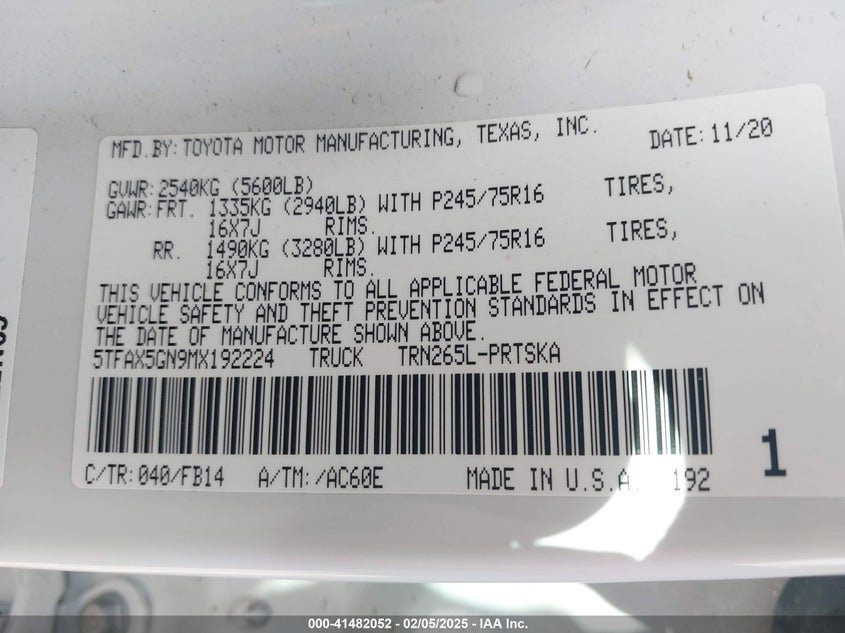 MFD.BY:TOYOTA MOTOR MANUFACTURING, TEXAS, INC. DATE:11/20
GVWR:2540KG (5600LB)
GAWR:FRT. 1335KG (2940LB) WITH P245/75R16 TIRES,
16X7J RIMS.
RR. 1490KG (3280LB) WITH P245/75R16 TIRES,
16X7J RIMS.
THIS VEHICLE CONFORMS TO ALL APPLICABLE FEDERAL MOTOR
VEHICLE SAFETY AND THEFT PREVENTION STANDARDS IN EFFECT ON
THE DATE OF MANUFACTURE SHOWN ABOVE.
5TFAX5GN9MX192224 TRUCK TRN265L-PRTSKA
C/TR:040/FB14 A/TM:/AC60E MADE IN U.S.A. 192 1
000-41482052 - 02/05/2025 - IAA Inc.